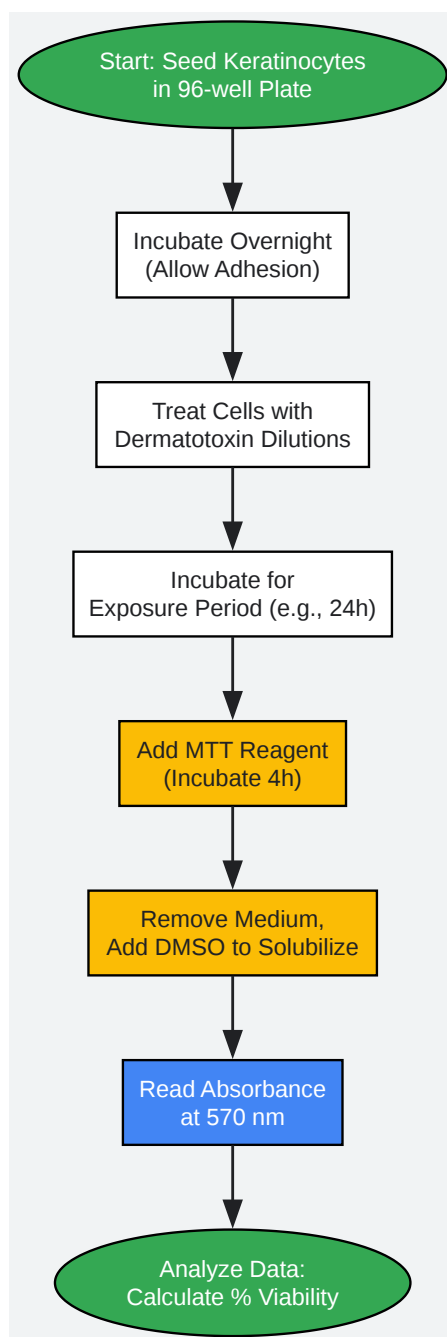 Start: Seed Keratinocytes
in 96-well Plate
Incubate Overnight
(Allow Adhesion)
Treat Cells with
Dermatotoxin Dilutions
Incubate for
Exposure Period (e.g., 24h)
Add MTT Reagent
(Incubate 4h)
Remove Medium,
Add DMSO to Solubilize
Read Absorbance
at 570 nm
Analyze Data:
Calculate % Viability